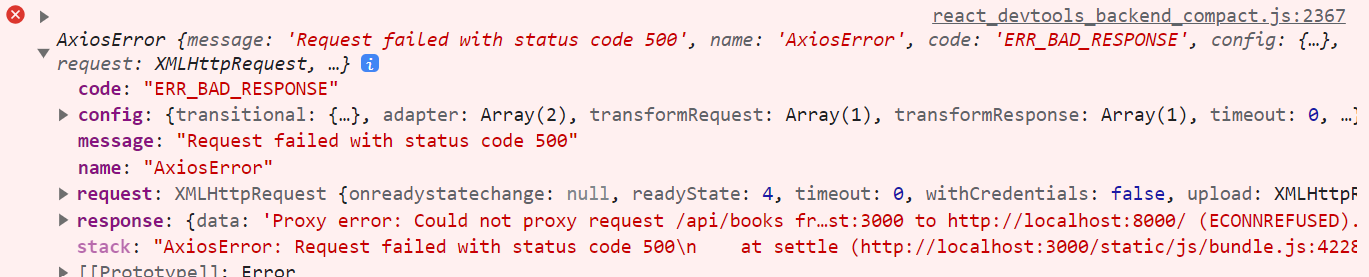 react_devtools_backend_compact.js:2367
AxiosError {message: 'Request failed with status code 500', name: 'AxiosError', code: 'ERR_BAD_RESPONSE', config: {…},
request: XMLHttpRequest, …} i
code: "ERR_BAD_RESPONSE"
config: {transitional: {…}, adapter: Array(2), transformRequest: Array(1), transformResponse: Array(1), timeout: 0, …}
message: "Request failed with status code 500"
name: "AxiosError"
request: XMLHttpRequest {onreadystatechange: null, readyState: 4, timeout: 0, withCredentials: false, upload: XMLHttpR
response: {data: 'Proxy error: Could not proxy request /api/books fr…st:3000 to http://localhost:8000/ (ECONNREFUSED).
stack: "AxiosError: Request failed with status code 500\n    at settle (http://localhost:3000/static/js/bundle.js:4228
[[Prototype]]: Error